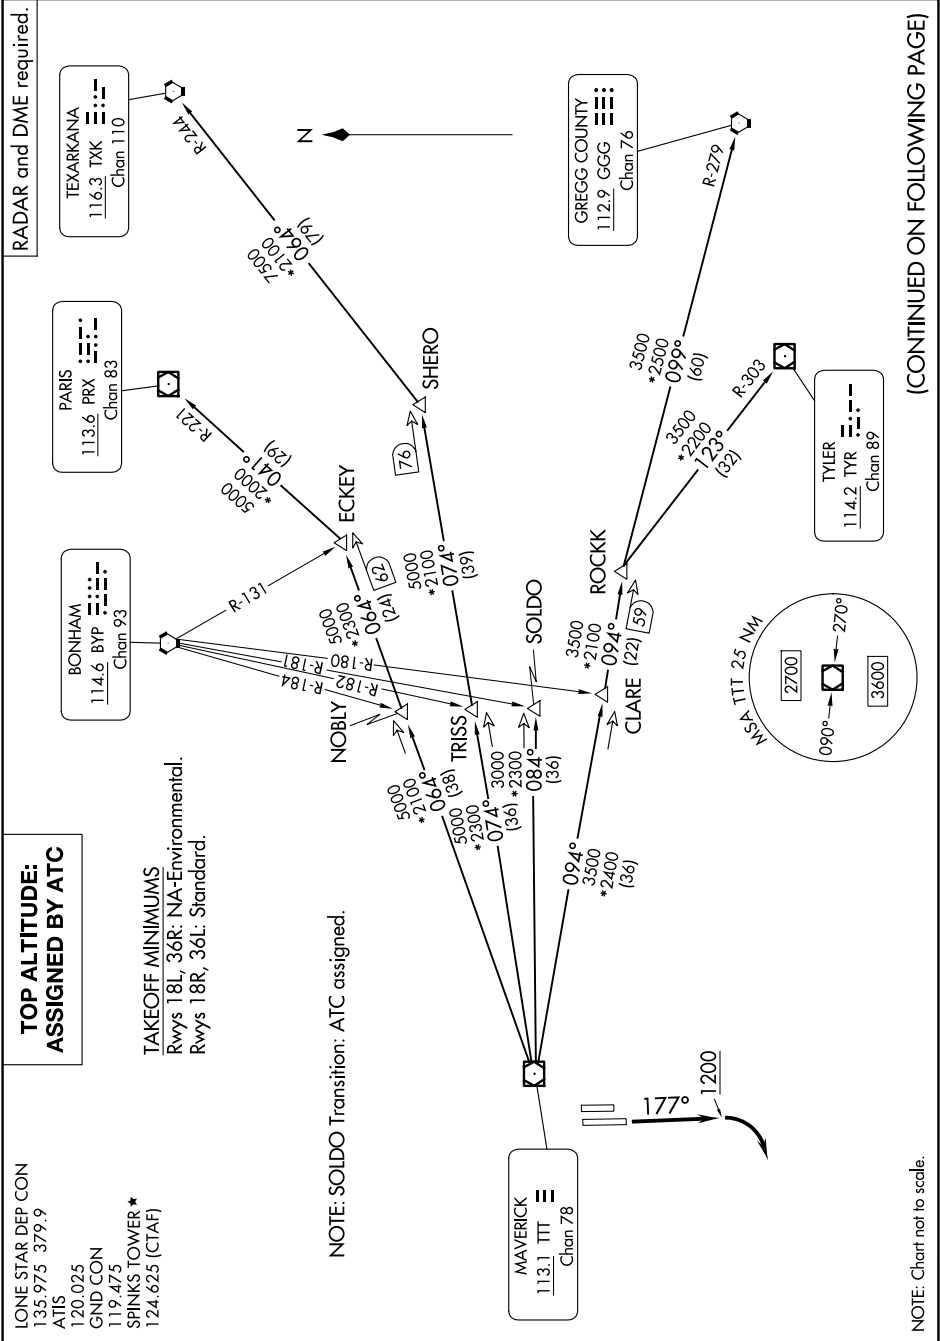 LONE STAR DEP CON
135.975 379.9
ATIS
120.025
GND CON
119.475
SPINKS TOWER ★
124.625 (CTAF)
TOP ALTITUDE:
ASSIGNED BY ATC
RADAR and DME required.
TAKEOFF MINIMUMS
Rwys 18L, 36R: NA-Environmental.
Rwys 18R, 36L: Standard.
NOTE: SOLDO Transition: ATC assigned.
BONHAM
114.6 BYP
Chan 93
PARIS
113.6 PRX
Chan 83
TEXARKANA
116.3 TXK
Chan 110
R-131
R-184
R-182
R-181
R-180
R-221
5000
*2000
041°
(29)
R-244
7500
*2100
064°
(79)
N
NOBLY
ECKEY
5000
*2300
064°
(24)
62
SHERO
76
5000
*2100
074°
(39)
5000
*2100
064°
(38)
TRISS
5000
*2300
074°
(36)
SOLDO
3000
*2300
084°
(36)
CLARE
094°
3500
*2400
(36)
ROCKK
3500
*2100
094°
(22)
59
3500
*2500
099°
(60)
R-279
GREGG COUNTY
112.9 GGG
Chan 76
3500
*2200
123°
(32)
R-303
TYLER
114.2 TYR
Chan 89
MAVERICK
113.1 TTT
Chan 78
177°
1200
MSA TTT 25 NM
2700
090°
270°
3600
NOTE: Chart not to scale.
(CONTINUED ON FOLLOWING PAGE)